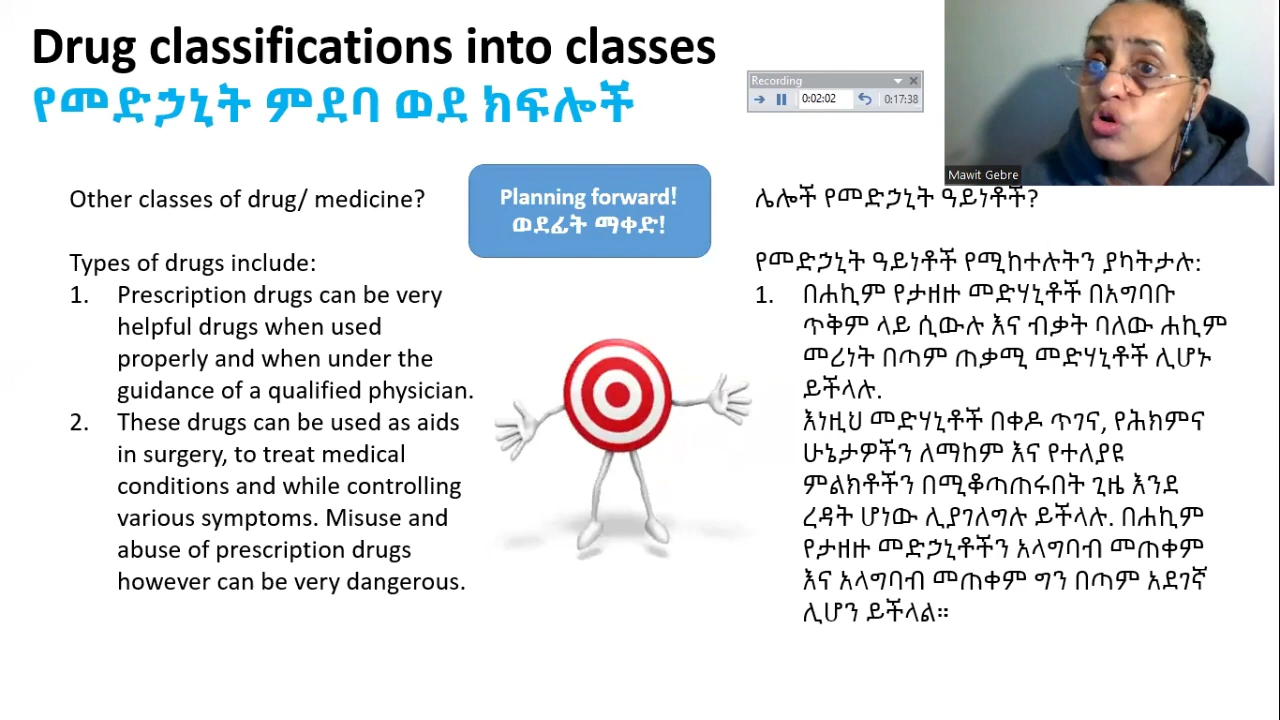 Drug classifications into classes
የመድኃኒት ምደባ ወደ ክፍሎች
Recording
0:02:02
0:17:38
Mawit Gebre
Other classes of drug/ medicine?
Types of drugs include:
1. Prescription drugs can be very
helpful drugs when used
properly and when under the
guidance of a qualified physician.
2. These drugs can be used as aids
in surgery, to treat medical
conditions and while controlling
various symptoms. Misuse and
abuse of prescription drugs
however can be very dangerous.
Planning forward!
ወደፊት ማቀድ!
ሌሎች የመድኃኒት ዓይነቶች?
የመድኃኒት ዓይነቶች የሚከተሉትን ያካትታሉ:
1. በሐኪም የታዘዙ መድሃኒቶች በአግባቡ
ጥቅም ላይ ሲውሉ እና ብቃት ባለው ሐኪም
መሪነት በጣም ጠቃሚ መድሃኒቶች ሊሆኑ
ይችላሉ.
እነዚህ መድሃኒቶች በቀዶ ጥገና, የሕክምና
ሁኔታዎችን ለማከም እና የተለያዩ
ምልክቶችን በሚቆጣጠሩበት ጊዜ እንደ
ረዳት ሆነው ሊያገለግሉ ይችላሉ. በሐኪም
የታዘዙ መድኃኒቶችን አላግባብ መጠቀም
እና አላግባብ መጠቀም ግን በጣም አደገኛ
ሊሆን ይችላል።